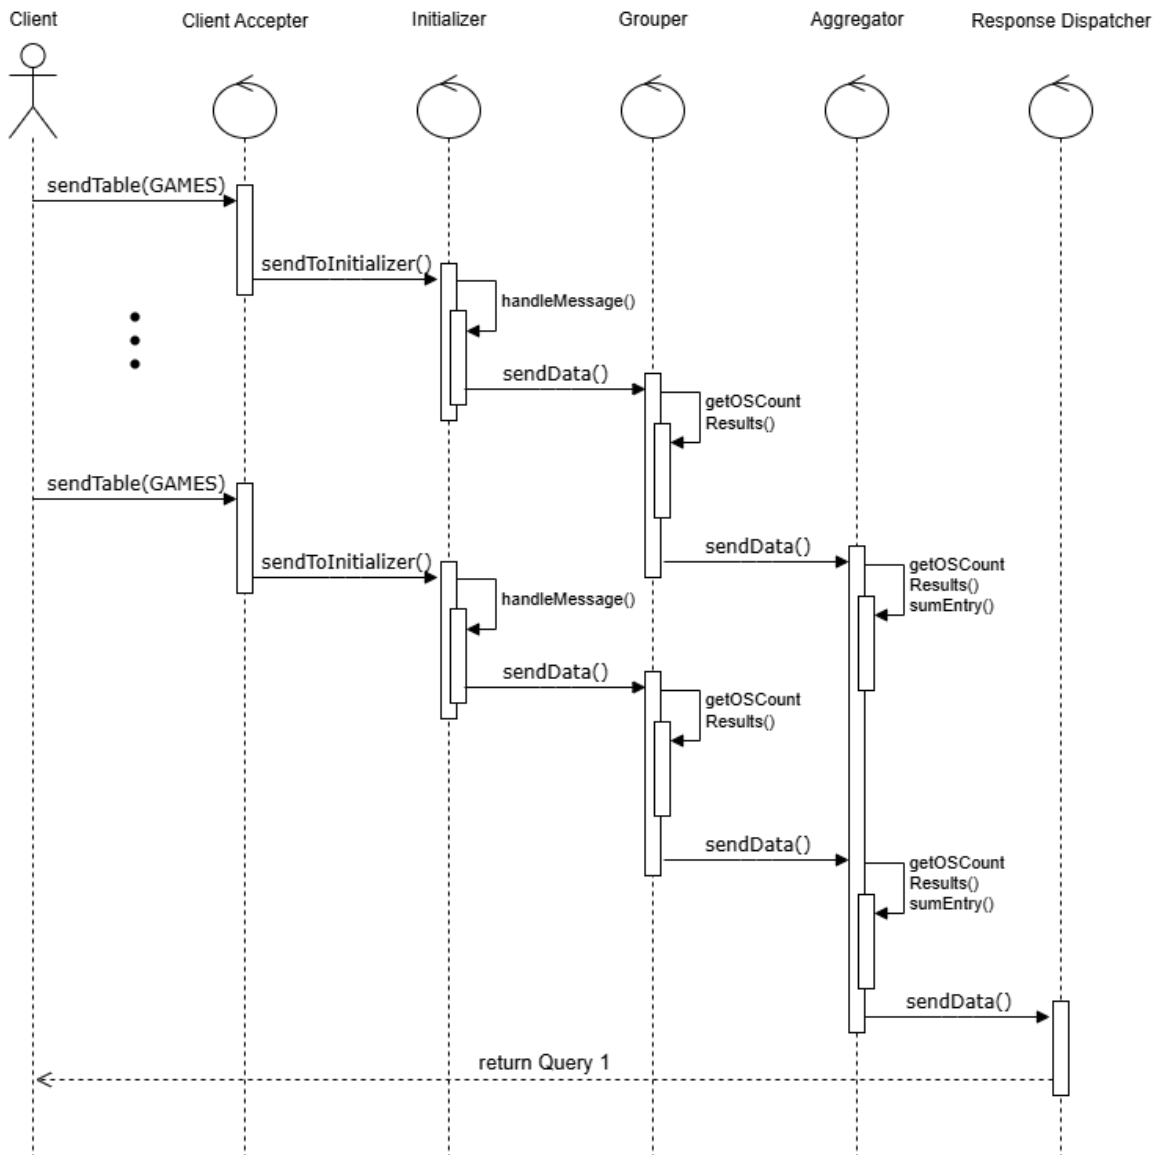 Client
Client Accepter
Initializer
Grouper
Aggregator
Response Dispatcher
sendTable(GAMES)
sendToInitializer()
handleMessage()
sendData()
getOSCount
Results()
sendTable(GAMES)
sendData()
sendToInitializer()
getOSCount
Results()
sumEntry()
handleMessage()
sendData()
getOSCount
Results()
sendData()
getOSCount
Results()
sumEntry()
sendData()
return Query 1